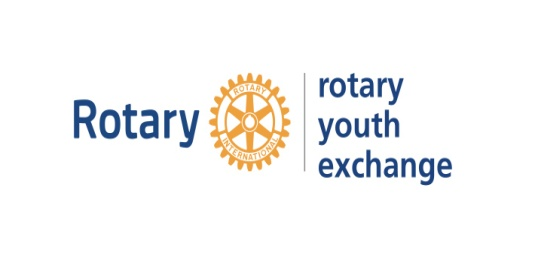 Rotary
ROTARY
INTERNATIONAL
rotary
youth
exchange